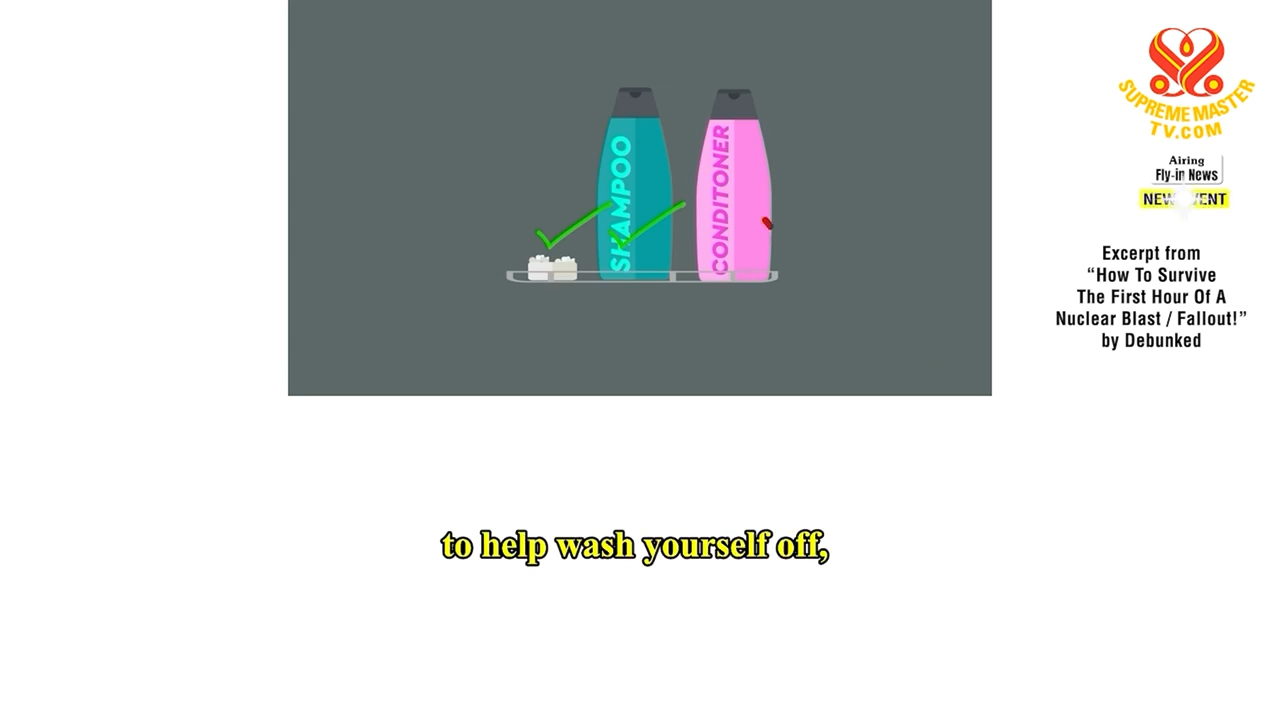 SHAMPOO
CONDITONER
SUPREME MASTER
TV.COM
Airing
Fly-in News
Excerpt from
“How To Survive
The First Hour Of A
Nuclear Blast / Fallout!”
by Debunked
to help wash yourself off,